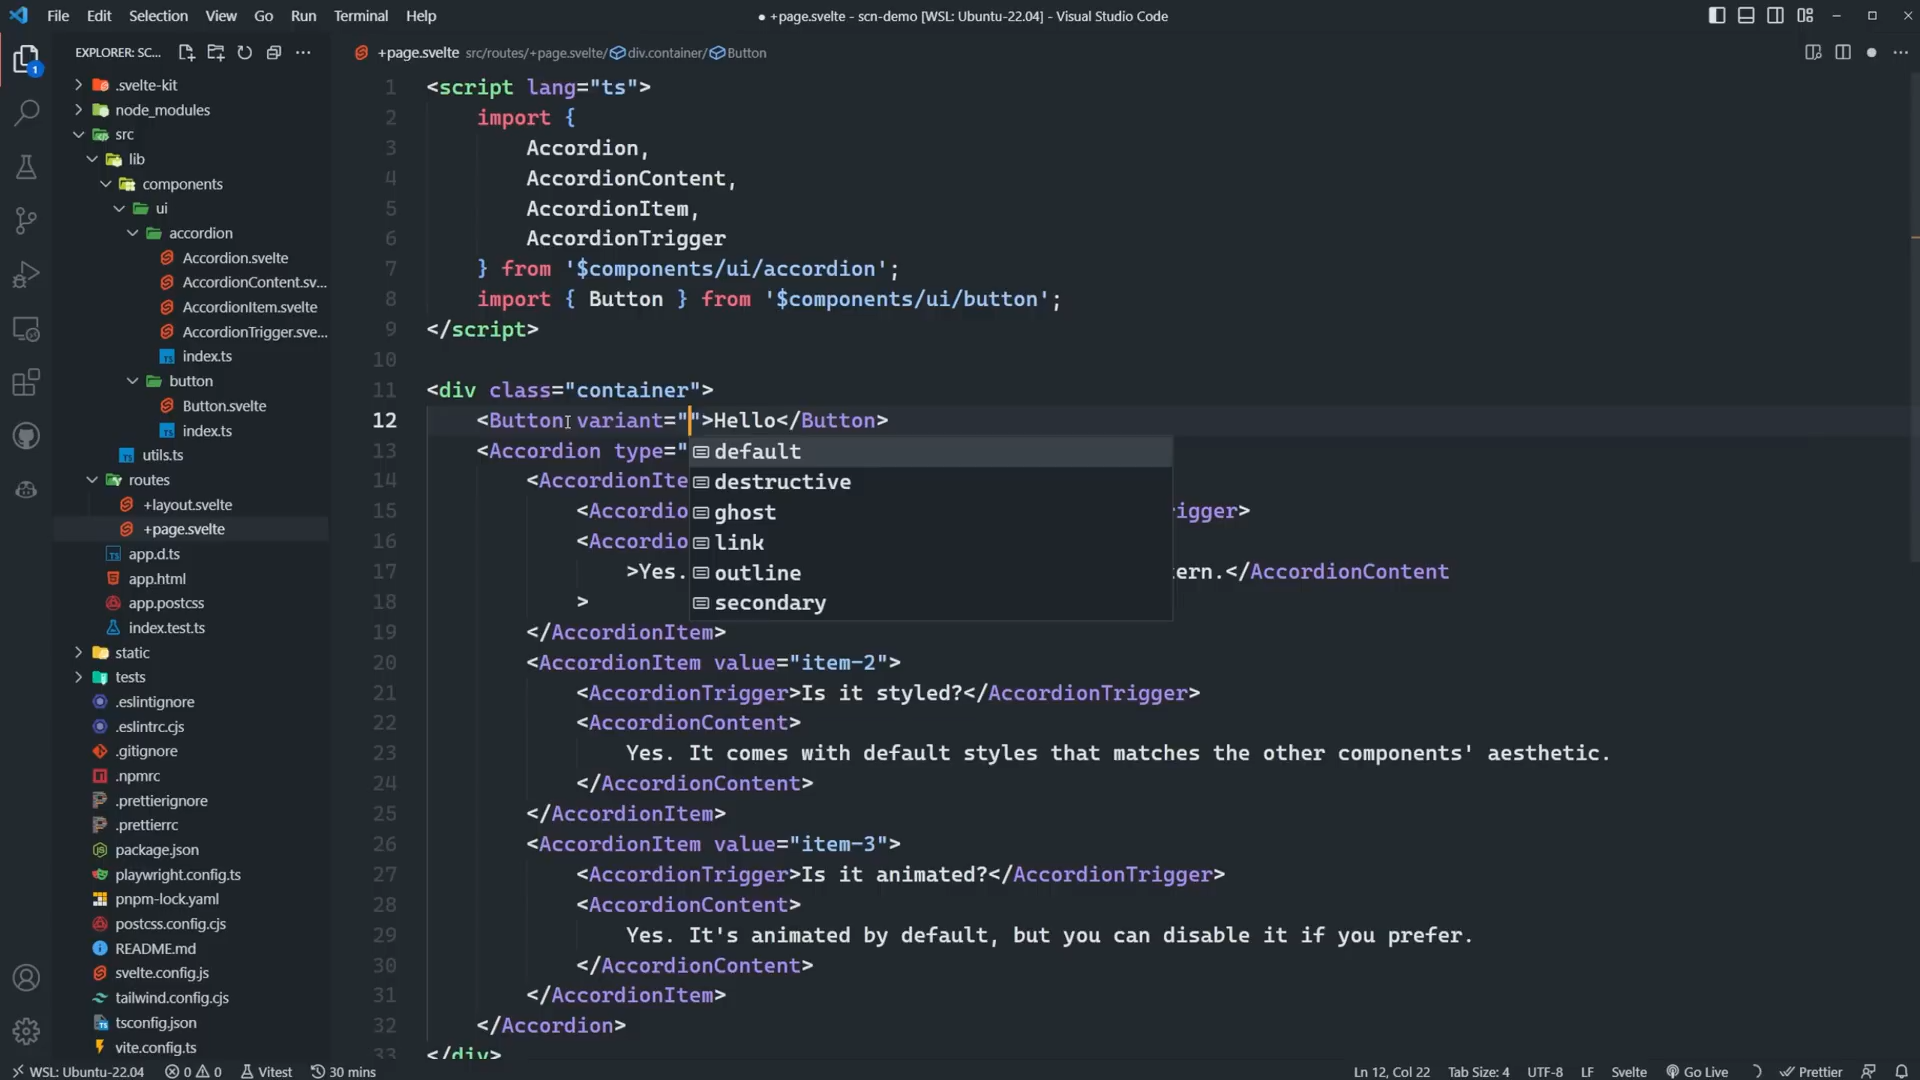 File Edit Selection View Go Run Terminal Help
● +page.svelte - scn-demo [WSL: Ubuntu-22.04] - Visual Studio Code
EXPLORER: SC...
1
.svelte-kit
node_modules
src
lib
components
ui
accordion
Accordion.svelte
AccordionContent.sv...
AccordionItem.svelte
AccordionTrigger.sve...
index.ts
button
Button.svelte
index.ts
utils.ts
routes
+layout.svelte
+page.svelte
app.d.ts
app.html
app.postcss
index.test.ts
static
tests
.eslintignore
.eslintrc.cjs
.gitignore
.npmrc
.prettierignore
.prettierrc
package.json
playwright.config.ts
pnpm-lock.yaml
postcss.config.cjs
README.md
svelte.config.js
tailwind.config.cjs
tsconfig.json
vite.config.ts
+page.svelte src/routes/+page.svelte/div.container/Button
1 <script lang="ts">
2 import {
3 Accordion,
4 AccordionContent,
5 AccordionItem,
6 AccordionTrigger
7 } from '$components/ui/accordion';
8 import { Button } from '$components/ui/button';
9 </script>
10
11 <div class="container">
12 <Button variant="">Hello</Button>
13 <Accordion type="
14 <AccordionIte
15 <Accordio rigger>
16 <Accordio
17 >Yes. ern.</AccordionContent
18 >
default
destructive
ghost
link
outline
secondary
19 </AccordionItem>
20 <AccordionItem value="item-2">
21 <AccordionTrigger>Is it styled?</AccordionTrigger>
22 <AccordionContent>
23 Yes. It comes with default styles that matches the other components' aesthetic.
24 </AccordionContent>
25 </AccordionItem>
26 <AccordionItem value="item-3">
27 <AccordionTrigger>Is it animated?</AccordionTrigger>
28 <AccordionContent>
29 Yes. It's animated by default, but you can disable it if you prefer.
30 </AccordionContent>
31 </AccordionItem>
32 </Accordion>
33 </div>
WSL: Ubuntu-22.04 0 0 Vitest 30 mins Ln 12, Col 22 Tab Size: 4 UTF-8 LF Svelte Go Live Prettier